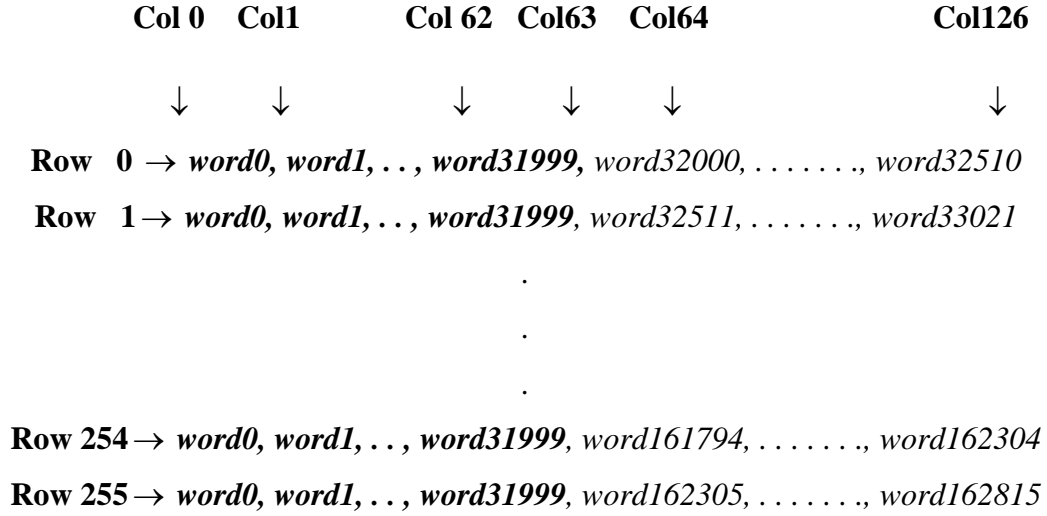 Col 0 Col1 Col 62 Col63 Col64 Col126
↓ ↓ ↓ ↓ ↓ ↓
Row 0 → word0, word1, . . , word31999, word32000, . . . . . . ., word32510
Row 1 → word0, word1, . . , word31999, word32511, . . . . . . ., word33021
.
.
.
Row 254 → word0, word1, . . , word31999, word161794, . . . . . . ., word162304
Row 255 → word0, word1, . . , word31999, word162305, . . . . . . ., word162815